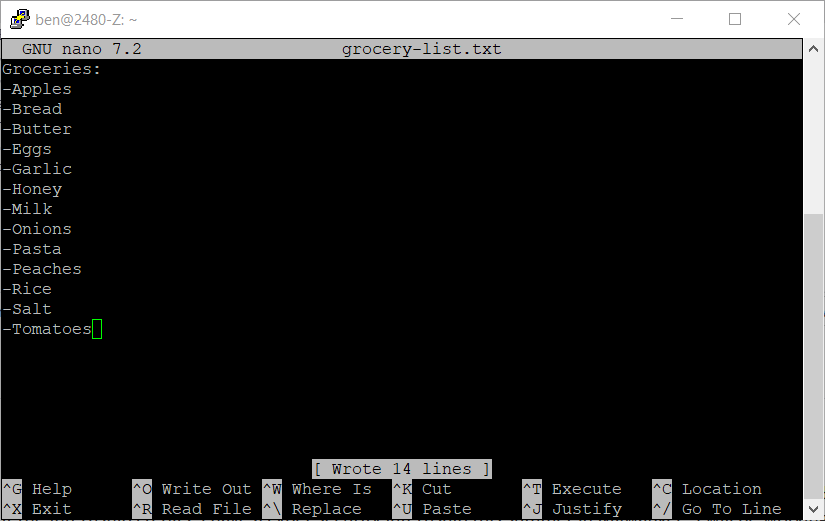 ben@2480-Z: ~
GNU nano 7.2 grocery-list.txt
Groceries:
-Apples
-Bread
-Butter
-Eggs
-Garlic
-Honey
-Milk
-Onions
-Pasta
-Peaches
-Rice
-Salt
-Tomatoes
[ Wrote 14 lines ]
^G Help ^O Write Out ^W Where Is ^K Cut ^T Execute ^C Location
^X Exit ^R Read File ^\ Replace ^U Paste ^J Justify ^/ Go To Line